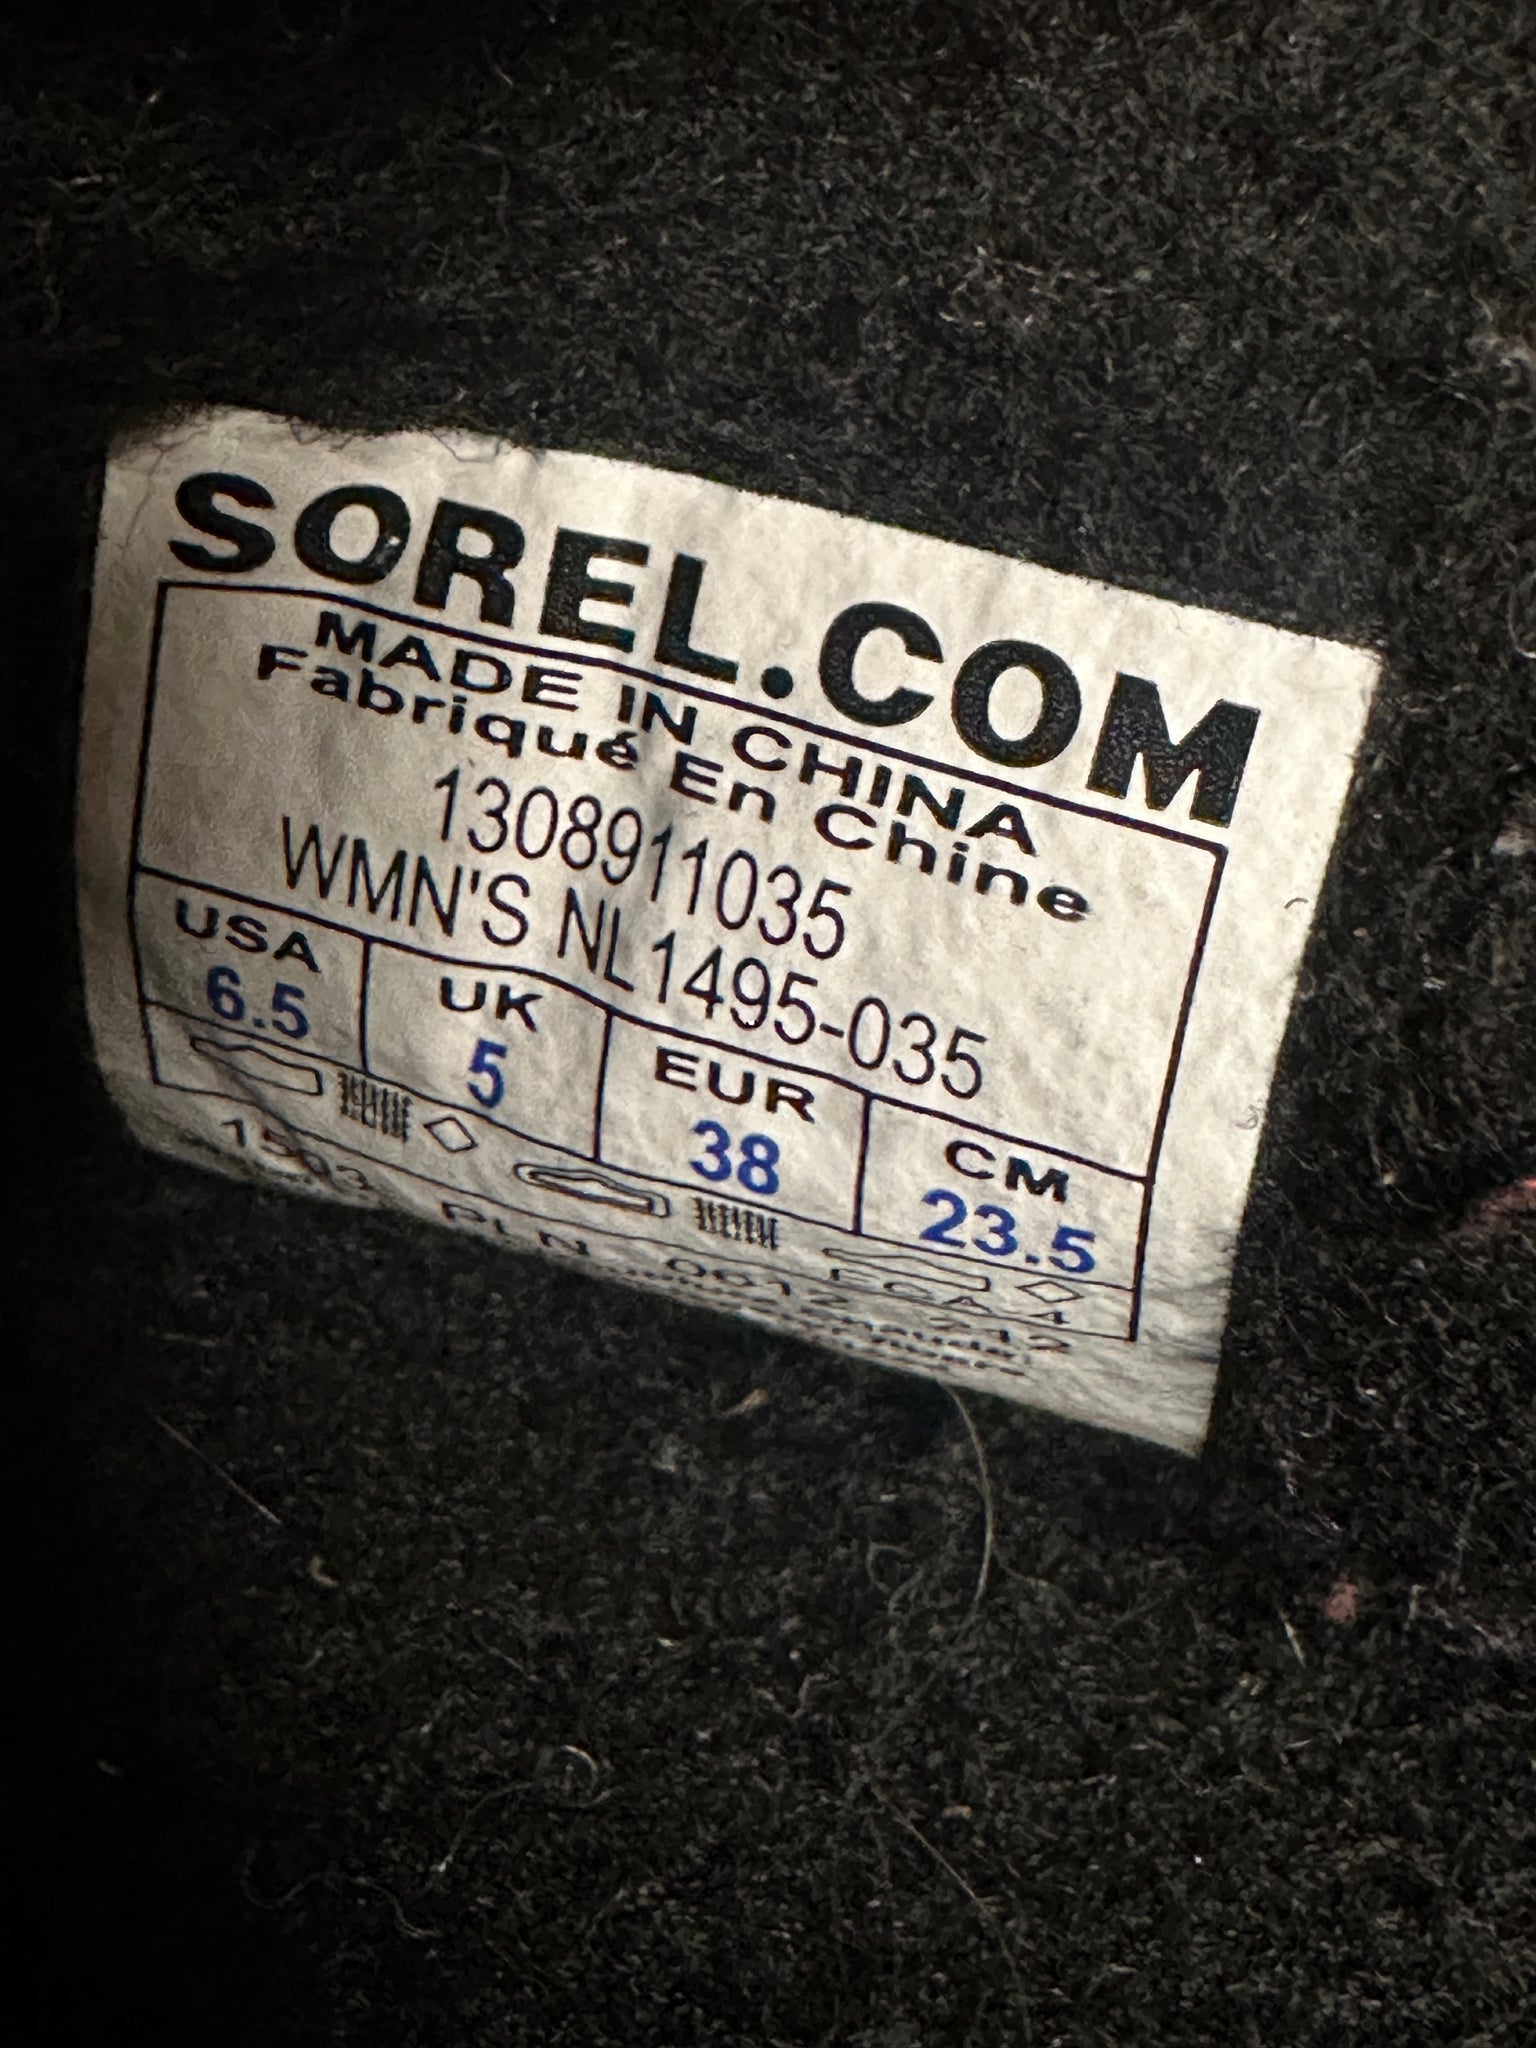 SOREL.COM
MADE IN CHINA
Fabriqué En Chine
1308911035
WMN'S NL1495-035
USA UK EUR CM
6.5 5 38 23.5
PLN